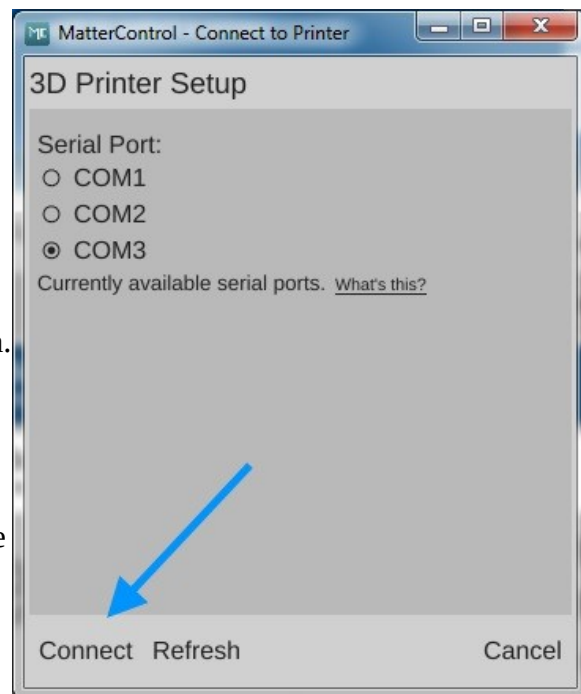 MC MatterControl - Connect to Printer
3D Printer Setup
Serial Port:
COM1
COM2
COM3
Currently available serial ports. What's this?
Connect Refresh Cancel